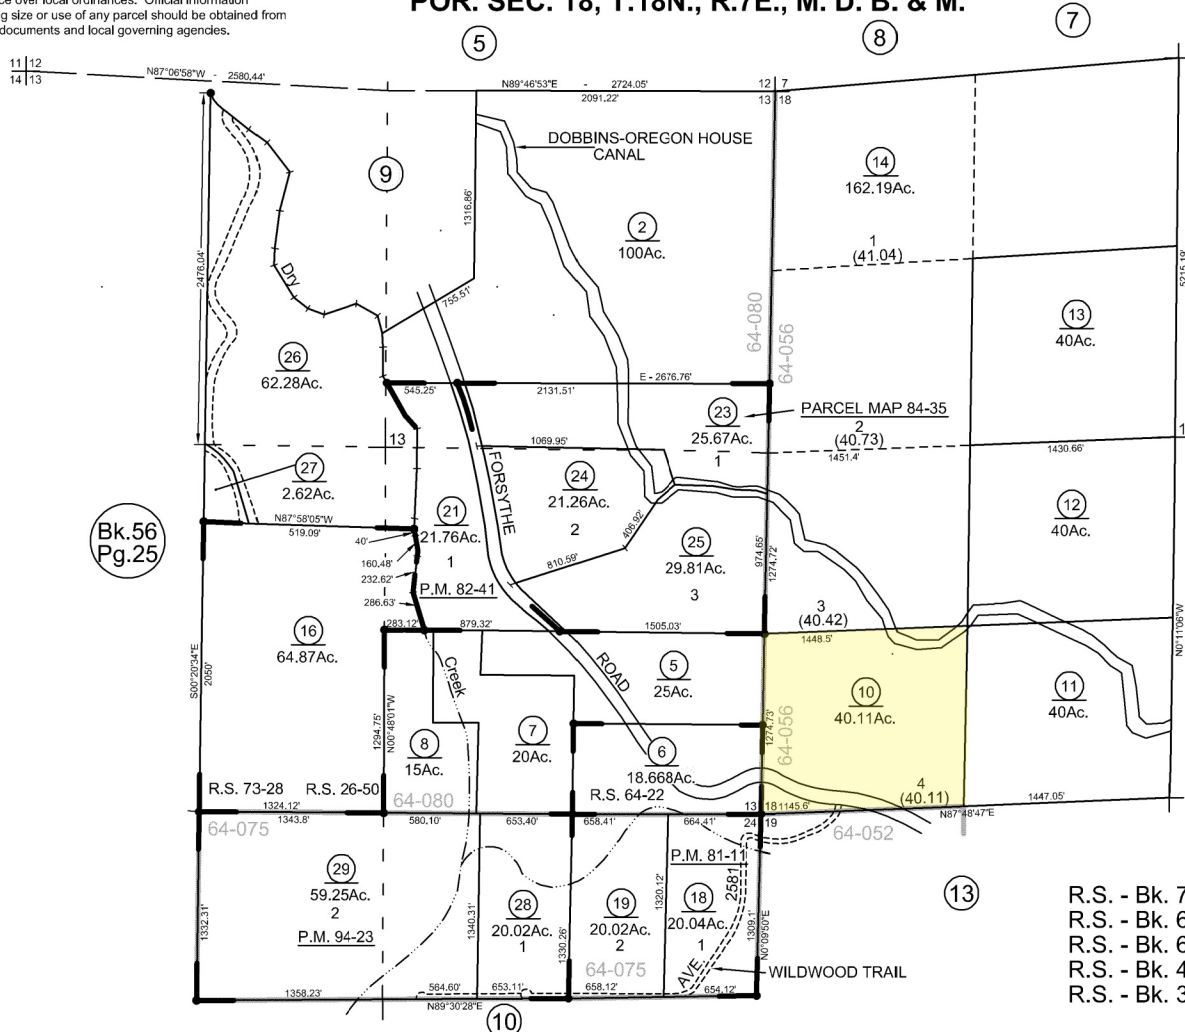 ce over local ordinances. Official information
g size or use of any parcel should be obtained from
documents and local governing agencies.
POR. SEC. 18, T.18N., R.7E., M. D. B. & M.
5
8
7
11 12
14 13
N87°06'58"W - 2580.44'
N89°46'53"E - 2724.05'
2091.22'
12 7
13 18
DOBBINS-OREGON HOUSE
CANAL
9
14
162.19Ac.
1
(41.04)
1316.86'
2
100Ac.
2476.04'
Dry
755.51'
5216.19'
13
40Ac.
64-080
64-056
26
62.28Ac.
545.25'
2131.51'
E - 2676.76'
23
25.67Ac.
1
PARCEL MAP 84-35
2
(40.73)
1451.4'
1430.66'
13
1
1069.95'
FORSYTHE
27
2.62Ac.
24
21.26Ac.
2
12
40Ac.
N87°58'05"W
519.09'
40'
21
21.76Ac.
1
406.92'
25
29.81Ac.
3
Bk.56
Pg.25
160.48'
232.62'
286.63'
P.M. 82-41
810.59'
974.65'
1274.72'
3
(40.42)
1448.5'
283.12'
879.32'
1505.03'
N0°11'06"W
16
64.87Ac.
S00°20'34"E
2050'
Creek
ROAD
5
25Ac.
10
40.11Ac.
11
40Ac.
1294.75'
N00°48'01"W
8
15Ac.
7
20Ac.
6
18.668Ac.
1274.73'
64-056
R.S. 73-28
R.S. 26-50
R.S. 64-22
64-080
4
(40.11)
1447.05'
N87°48'47"E
1324.12'
1343.8'
580.10'
653.40'
658.41'
664.41'
13 18
24 19
1145.6'
64-075
64-052
29
59.25Ac.
2
P.M. 94-23
P.M. 81-11
2581
13
1332.31'
1340.31'
28
20.02Ac.
1
1330.26'
19
20.02Ac.
2
1320.12'
18
20.04Ac.
1
1309.1'
N0°09'50"E
64-075
AVE.
WILDWOOD TRAIL
1358.23'
564.60'
653.11'
658.12'
654.12'
N89°30'28"E
10
R.S. - Bk. 7
R.S. - Bk. 6
R.S. - Bk. 6
R.S. - Bk. 4
R.S. - Bk. 3